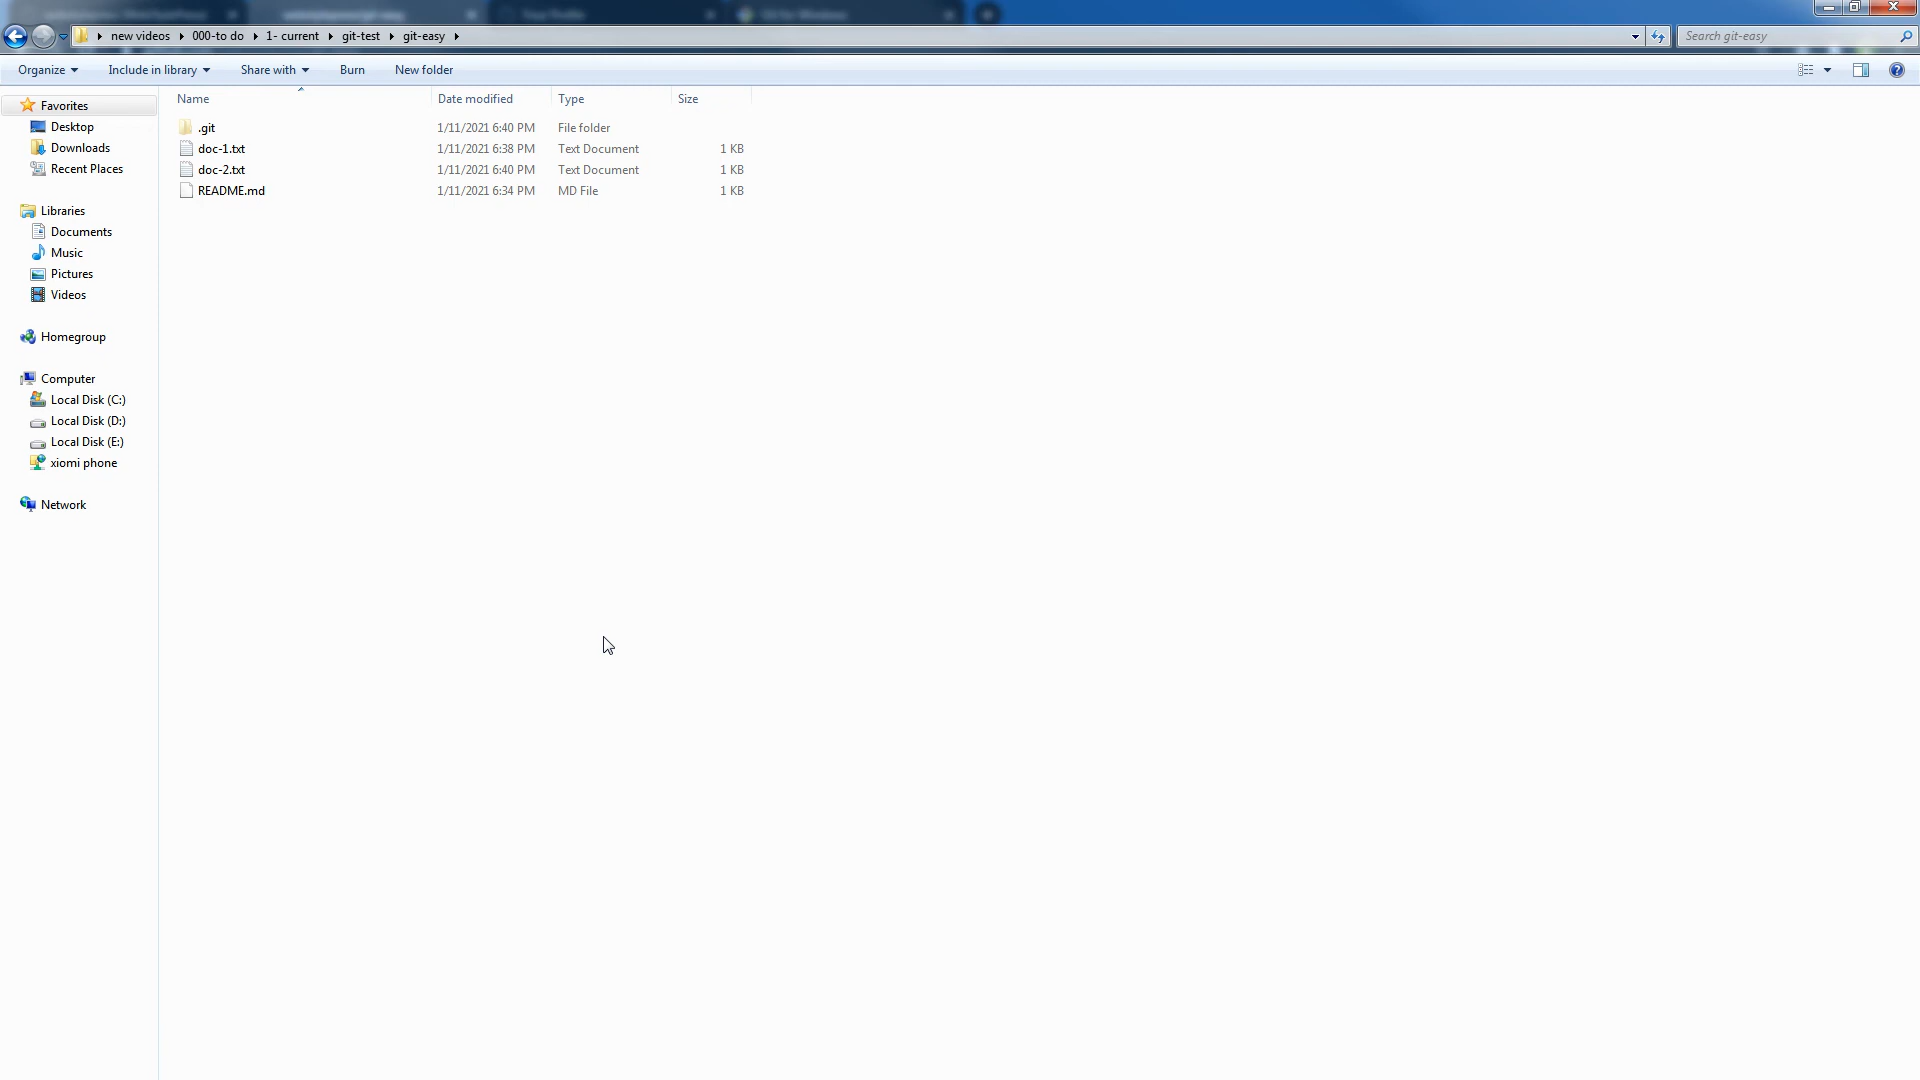 new videos 000-to do 1- current git-test git-easy Search git-easy
Organize Include in library Share with Burn New folder
Name Date modified Type Size
.git 1/11/2021 6:40 PM File folder
doc-1.txt 1/11/2021 6:38 PM Text Document 1 KB
doc-2.txt 1/11/2021 6:40 PM Text Document 1 KB
README.md 1/11/2021 6:34 PM MD File 1 KB
Favorites
Desktop
Downloads
Recent Places
Libraries
Documents
Music
Pictures
Videos
Homegroup
Computer
Local Disk (C:)
Local Disk (D:)
Local Disk (E:)
xiomi phone
Network